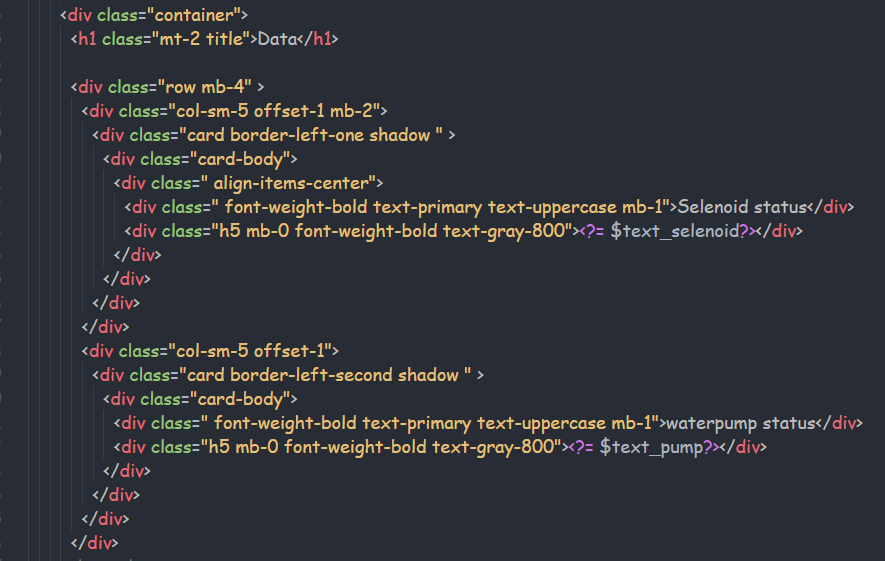 <div class="container">
<h1 class="mt-2 title">Data</h1>
<div class="row mb-4" >
<div class="col-sm-5 offset-1 mb-2">
<div class="card border-left-one shadow " >
<div class="card-body">
<div class=" align-items-center">
<div class=" font-weight-bold text-primary text-uppercase mb-1">Selenoid status</div>
<div class="h5 mb-0 font-weight-bold text-gray-800"><?= $text_selenoid?></div>
</div>
</div>
</div>
</div>
<div class="col-sm-5 offset-1">
<div class="card border-left-second shadow " >
<div class="card-body">
<div class=" font-weight-bold text-primary text-uppercase mb-1">waterpump status</div>
<div class="h5 mb-0 font-weight-bold text-gray-800"><?= $text_pump?></div>
</div>
</div>
</div>
</div>